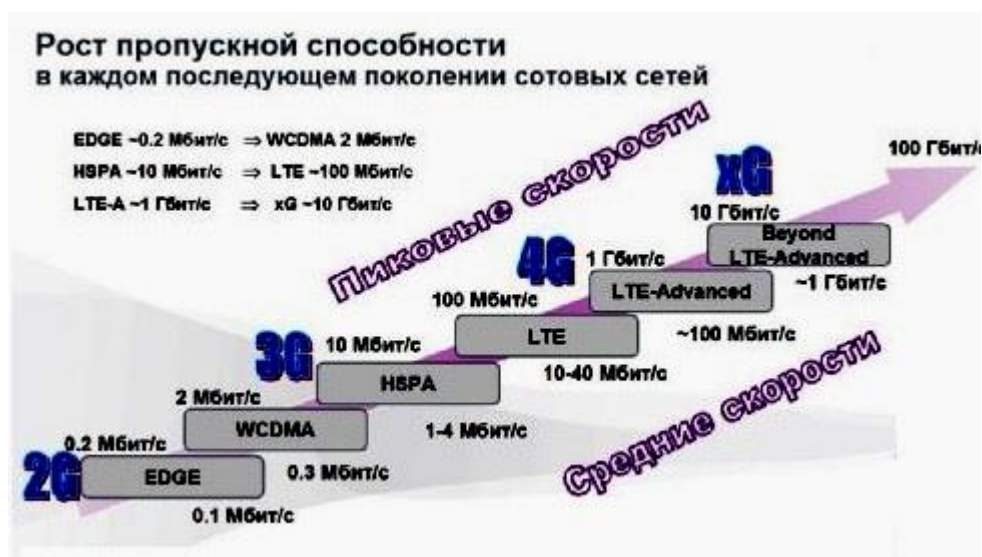 Рост пропускной способности
в каждом последующем поколении сотовых сетей
EDGE ~0.2 Мбит/с ⇒ WCDMA 2 Мбит/с
HSPA ~10 Мбит/с ⇒ LTE ~100 Мбит/с
LTE-A ~1 Гбит/с ⇒ xG ~10 Гбит/с
Пиковые скорости
100 Гбит/с
xG
10 Гбит/с
Beyond
LTE-Advanced
~1 Гбит/с
4G
1 Гбит/с
LTE-Advanced
~100 Мбит/с
100 Мбит/с
LTE
10-40 Мбит/с
3G
10 Мбит/с
HSPA
1-4 Мбит/с
2 Мбит/с
WCDMA
0.3 Мбит/с
2G
0.2 Мбит/с
EDGE
0.1 Мбит/с
Средние скорости